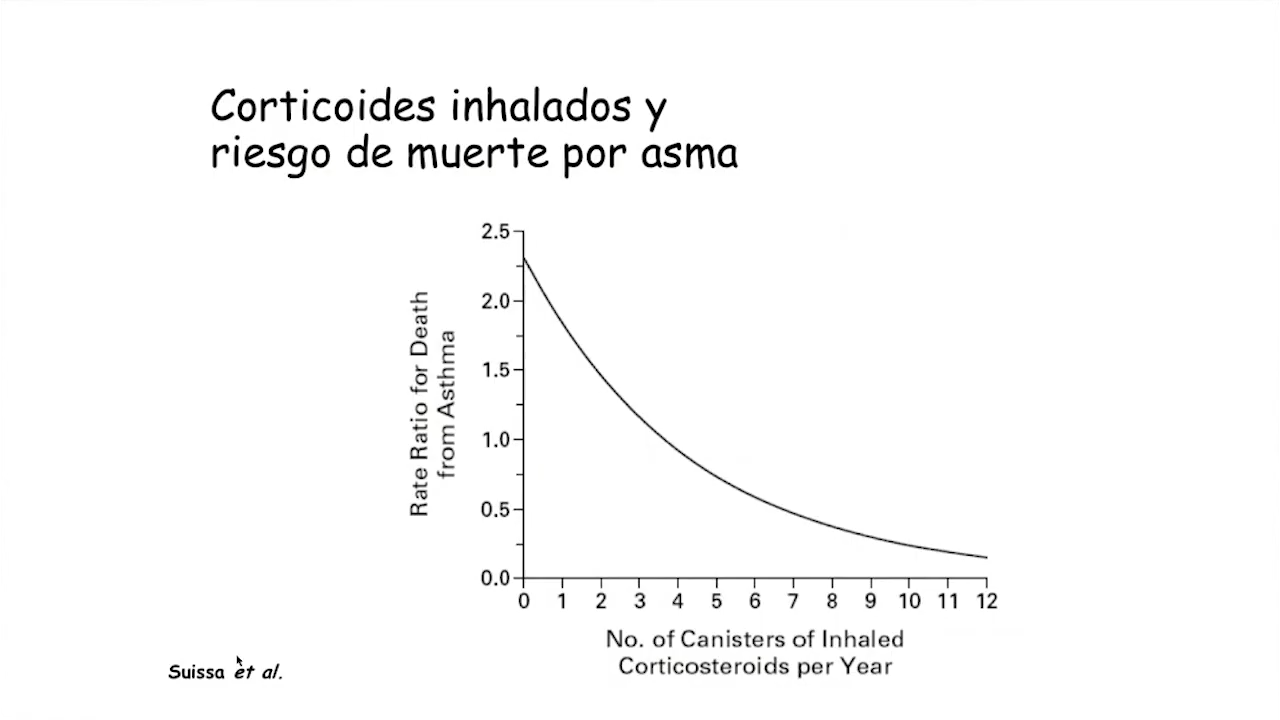 Corticoides inhalados y
riesgo de muerte por asma
Rate Ratio for Death
from Asthma
2.5
2.0
1.5
1.0
0.5
0.0
0 1 2 3 4 5 6 7 8 9 10 11 12
No. of Canisters of Inhaled
Corticosteroids per Year
Suissa et al.